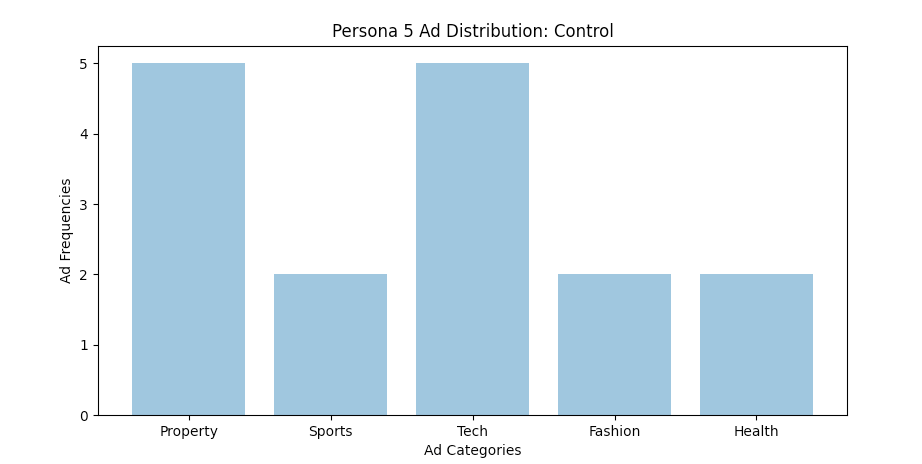 Persona 5 Ad Distribution: Control
5
4
3
2
1
0
Ad Frequencies
Property Sports Tech Fashion Health
Ad Categories